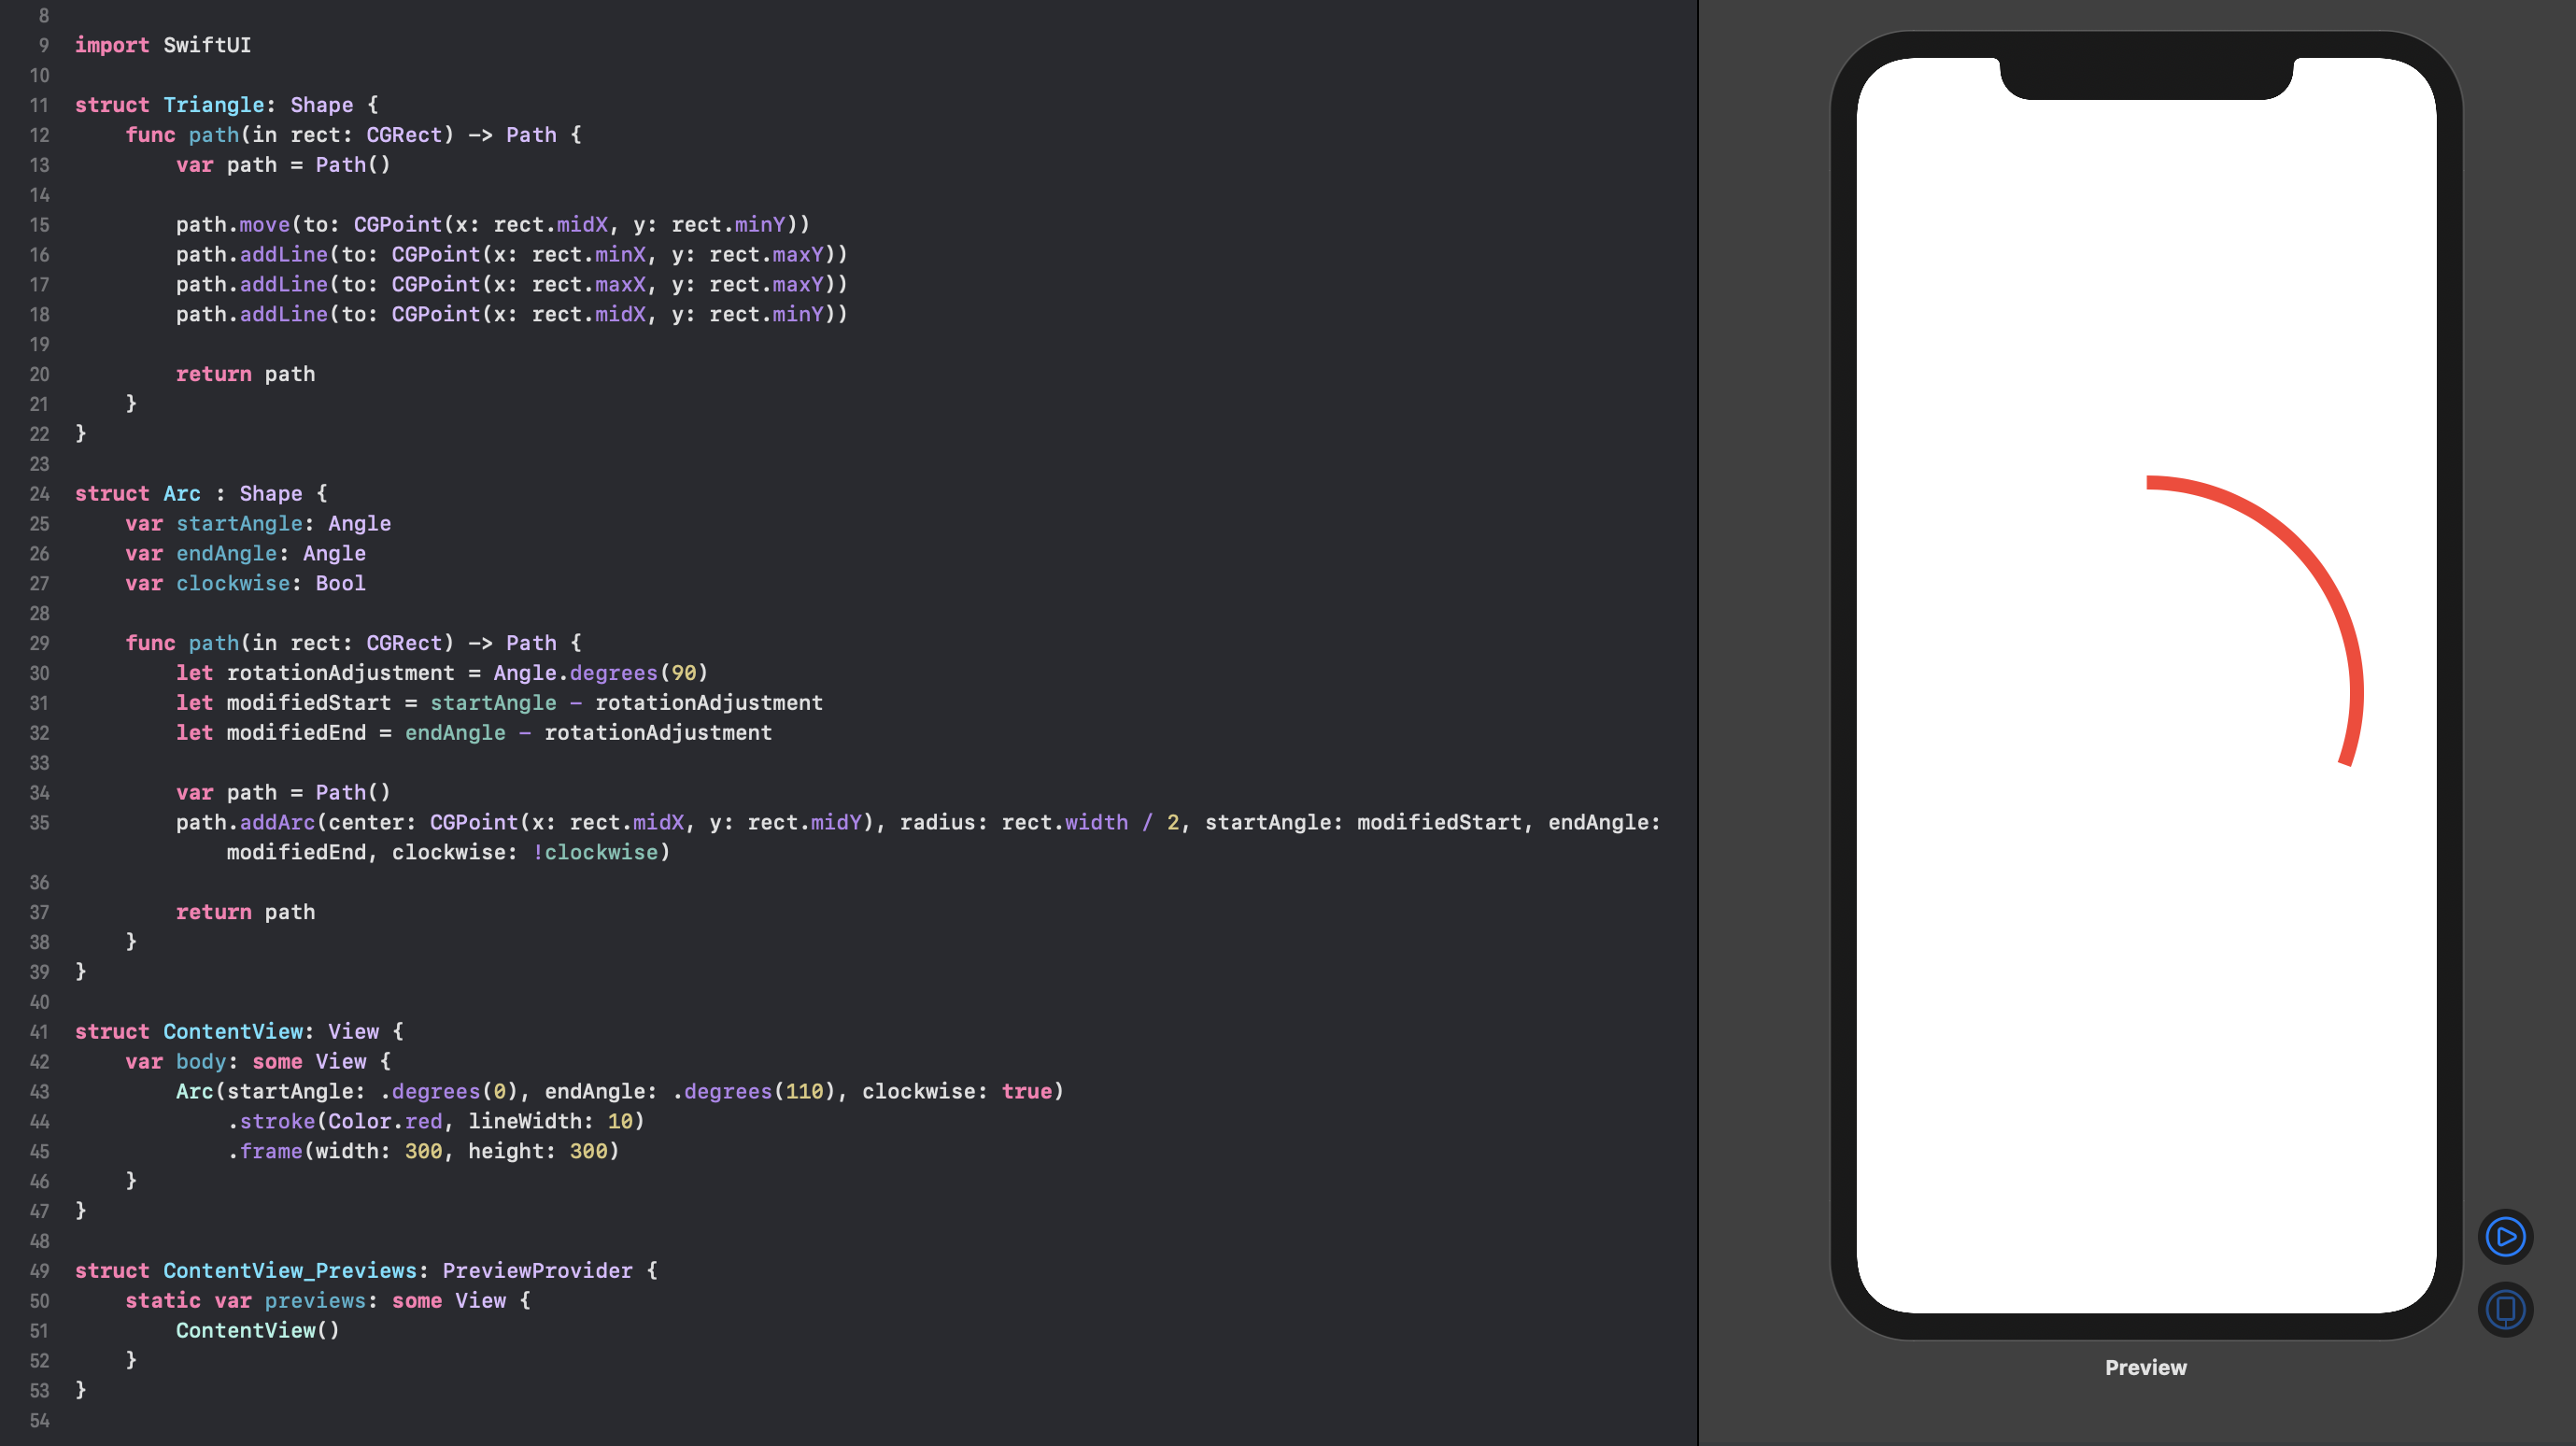 8
9 import SwiftUI
10
11 struct Triangle: Shape {
12     func path(in rect: CGRect) -> Path {
13         var path = Path()
14
15         path.move(to: CGPoint(x: rect.midX, y: rect.minY))
16         path.addLine(to: CGPoint(x: rect.minX, y: rect.maxY))
17         path.addLine(to: CGPoint(x: rect.maxX, y: rect.maxY))
18         path.addLine(to: CGPoint(x: rect.midX, y: rect.minY))
19
20         return path
21     }
22 }
23
24 struct Arc : Shape {
25     var startAngle: Angle
26     var endAngle: Angle
27     var clockwise: Bool
28
29     func path(in rect: CGRect) -> Path {
30         let rotationAdjustment = Angle.degrees(90)
31         let modifiedStart = startAngle - rotationAdjustment
32         let modifiedEnd = endAngle - rotationAdjustment
33
34         var path = Path()
35         path.addArc(center: CGPoint(x: rect.midX, y: rect.midY), radius: rect.width / 2, startAngle: modifiedStart, endAngle:
            modifiedEnd, clockwise: !clockwise)
36
37         return path
38     }
39 }
40
41 struct ContentView: View {
42     var body: some View {
43         Arc(startAngle: .degrees(0), endAngle: .degrees(110), clockwise: true)
44             .stroke(Color.red, lineWidth: 10)
45             .frame(width: 300, height: 300)
46     }
47 }
48
49 struct ContentView_Previews: PreviewProvider {
50     static var previews: some View {
51         ContentView()
52     }
53 }
54
Preview